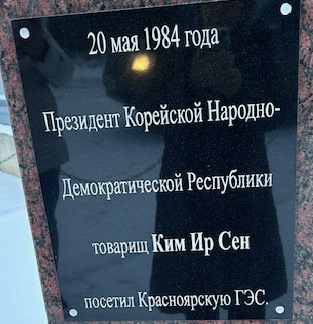 20 мая 1984 года
Президент Корейской Народно-
Демократической Республики
товарищ Ким Ир Сен
посетил Красноярскую ГЭС.